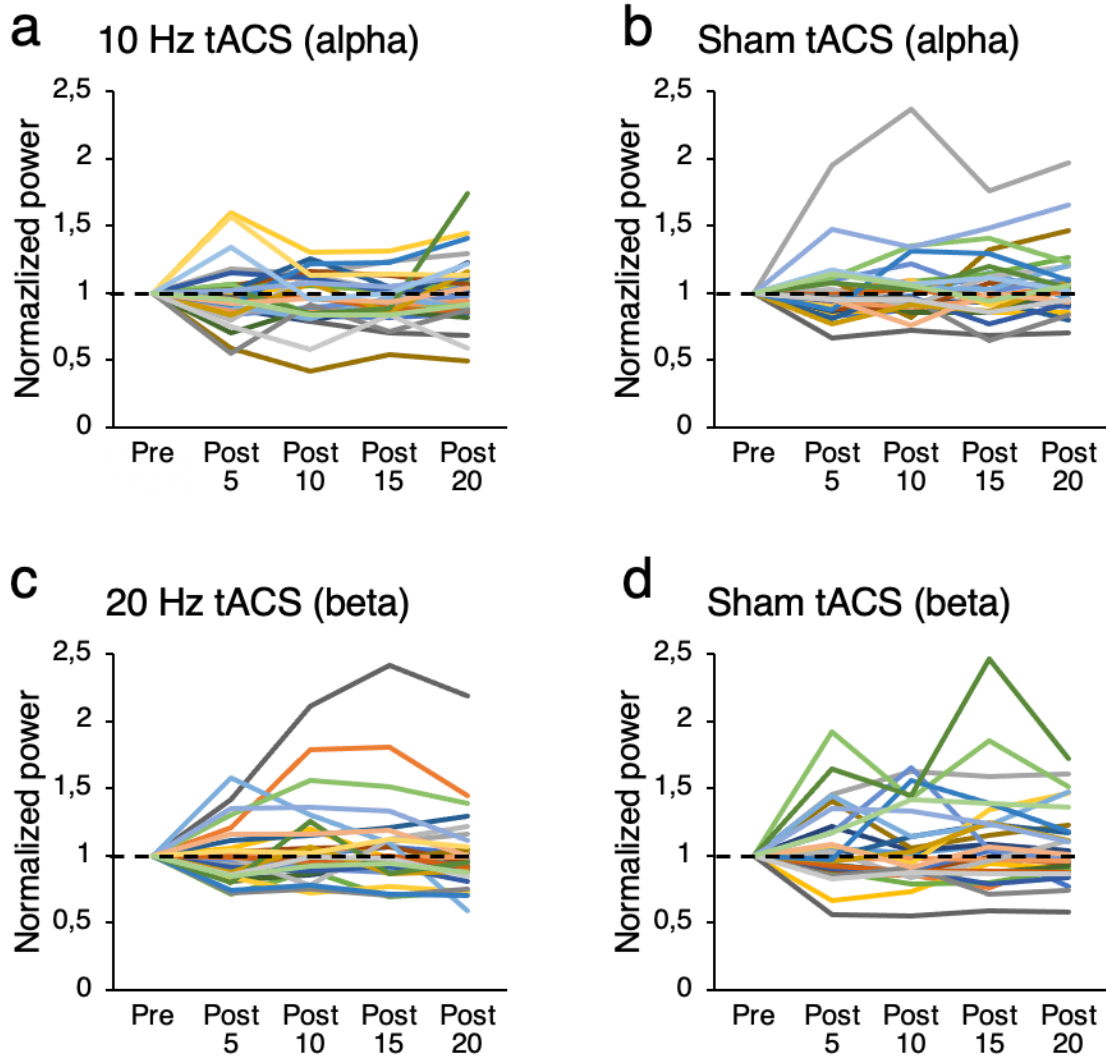 a
10 Hz tACS (alpha)
Normazlized power
2,5
2
1,5
1
0,5
0
Pre
Post 5
Post 10
Post 15
Post 20
b
Sham tACS (alpha)
Normazlized power
2,5
2
1,5
1
0,5
0
Pre
Post 5
Post 10
Post 15
Post 20
c
20 Hz tACS (beta)
Normalized power
2,5
2
1,5
1
0,5
0
Pre
Post 5
Post 10
Post 15
Post 20
d
Sham tACS (beta)
Normalized power
2,5
2
1,5
1
0,5
0
Pre
Post 5
Post 10
Post 15
Post 20